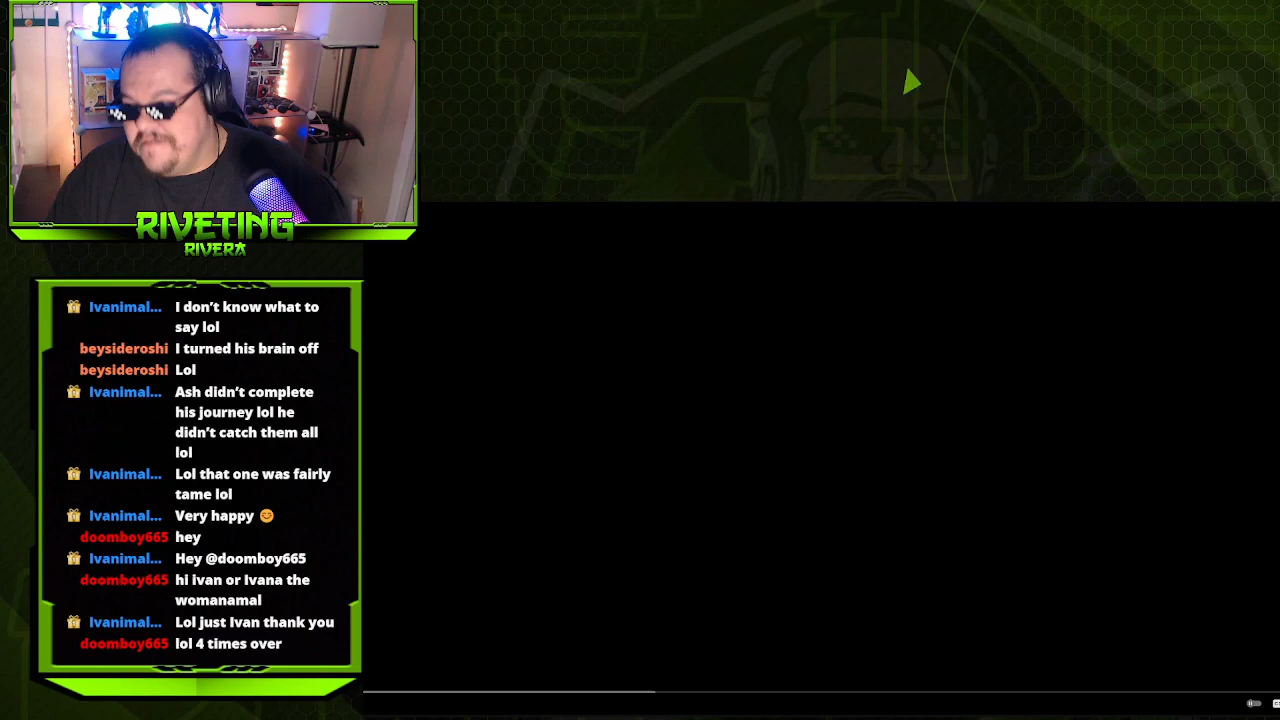 RIVETING
RIVERA
Ivanimal... I don't know what to
say lol
beysideroshi I turned his brain off
beysideroshi Lol
Ivanimal... Ash didn't complete
his journey lol he
didn't catch them all
lol
Ivanimal... Lol that one was fairly
tame lol
Ivanimal... Very happy 😊
doomboy665 hey
Ivanimal... Hey @doomboy665
doomboy665 hi ivan or Ivana the
womanamal
Ivanimal... Lol just Ivan thank you
doomboy665 lol 4 times over